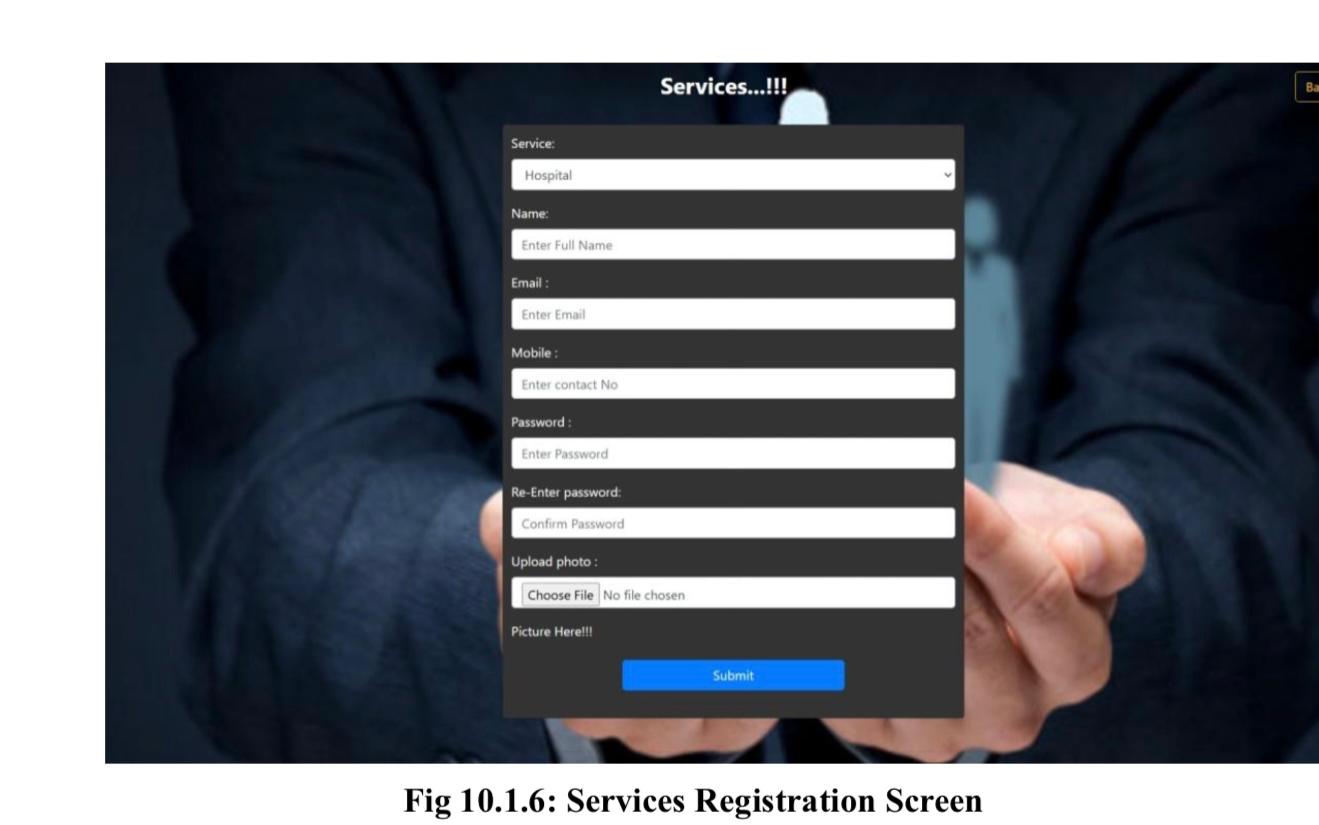 Services...!!!
Ba
Service:
Hospital
Name:
Enter Full Name
Email :
Enter Email
Mobile :
Enter contact No
Password :
Enter Password
Re-Enter password:
Confirm Password
Upload photo :
Choose File No file chosen
Picture Here!!!
Submit
Fig 10.1.6: Services Registration Screen